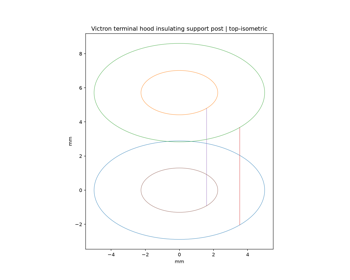 Victron terminal hood insulating support post | top-isometric
8
6
mm
4
2
0
−2
−4 −2 0 2 4
mm